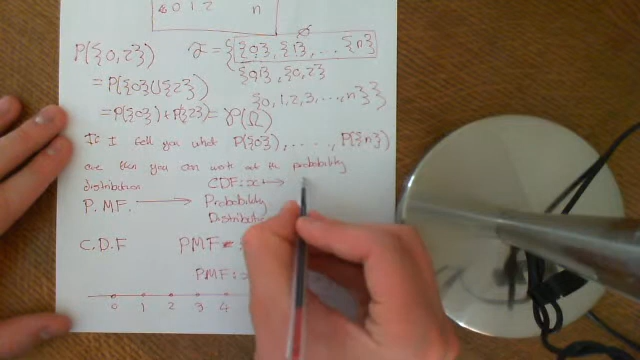 0 1 2 n
P({0,2}) 𝓕 = { {0}, {1}, ... {n} ∅
= P({0}∪{2}) {0,1}, {0,2}
= P({0}) + P({2}) {0,1,2,3,...,n} }
= 𝒫(Ω)
If I tell you what P({0}), . . . . , P({n})
are then you can work out the probability
distribution CDF: x ↦
P.MF. → Probability
C.D.F PMF
PMF:
0 1 2 3 4